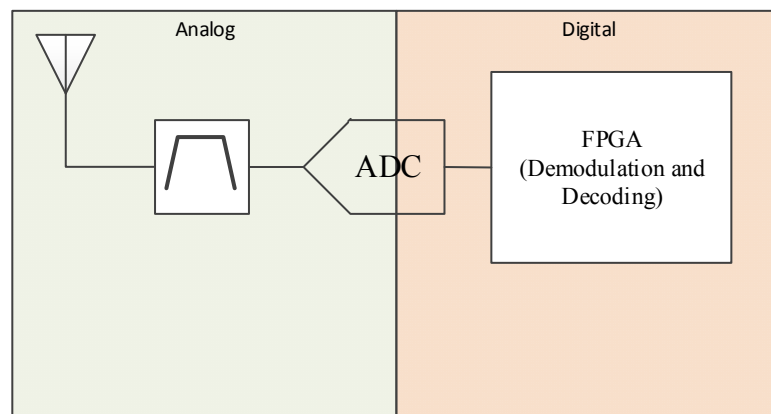 Analog
Digital
ADC
FPGA
(Demodulation and
Decoding)